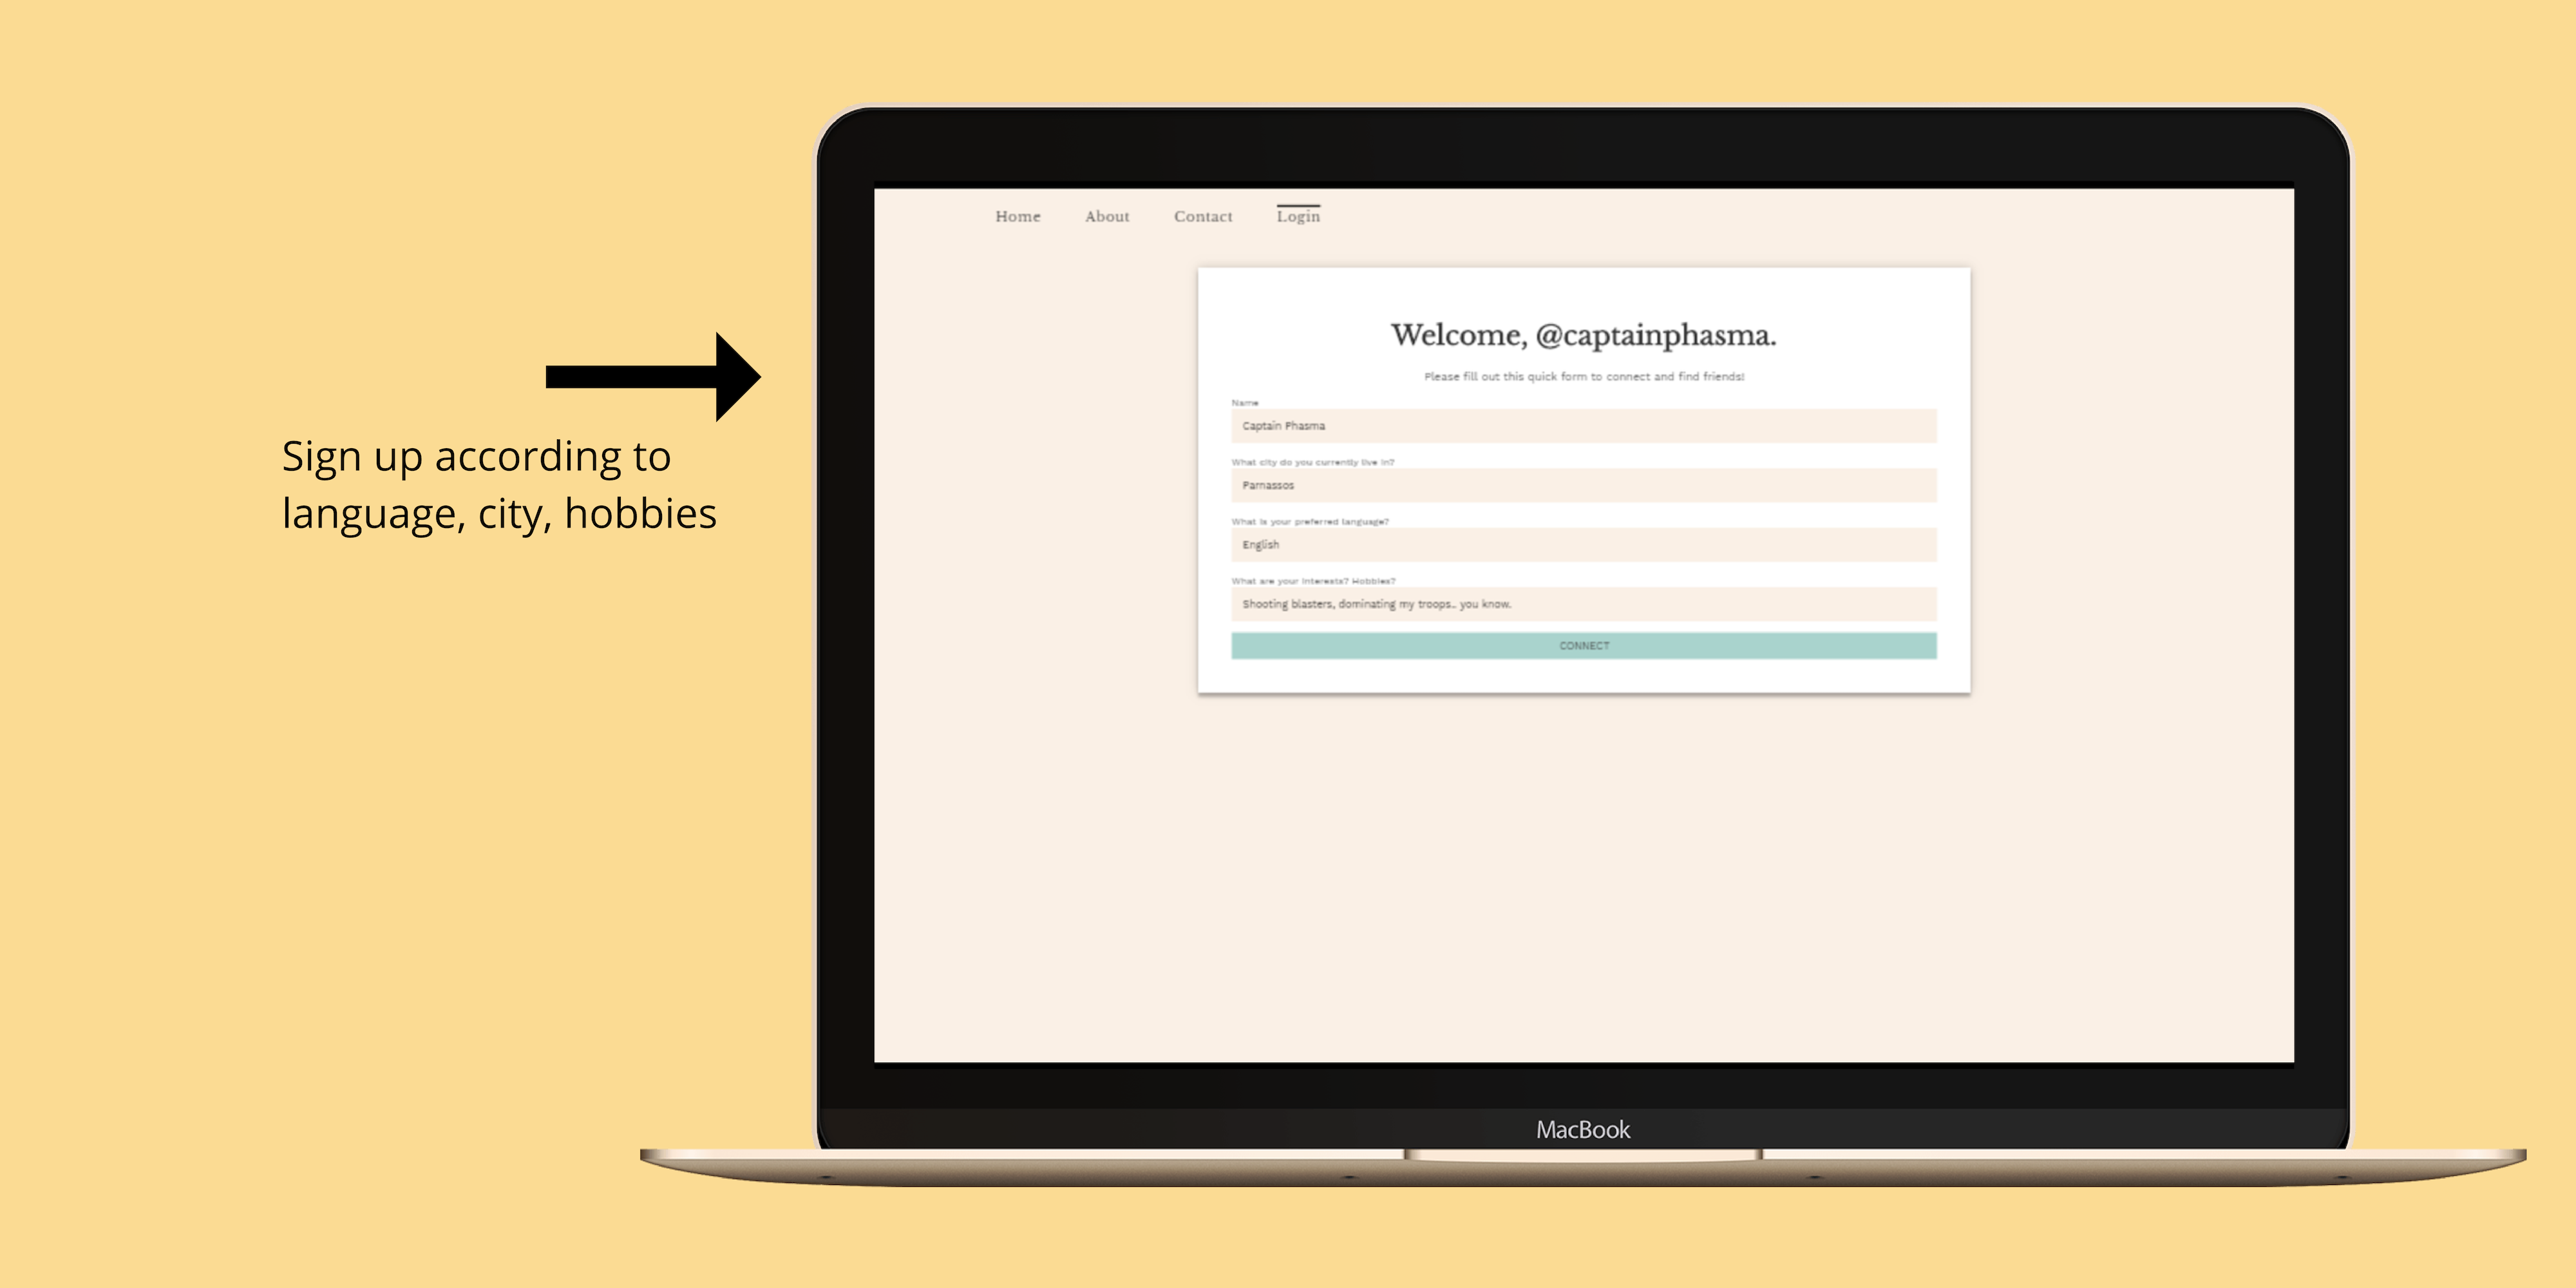 Home About Contact Login
Welcome, @captainphasma.
Please fill out this quick form to connect and find friends!
Name
Captain Phasma
What city do you currently live in?
Parnassos
What is your preferred language?
English
What are your interests? Hobbies?
Shooting blasters, dominating my troops.. you know.
CONNECT
Sign up according to
language, city, hobbies
MacBook